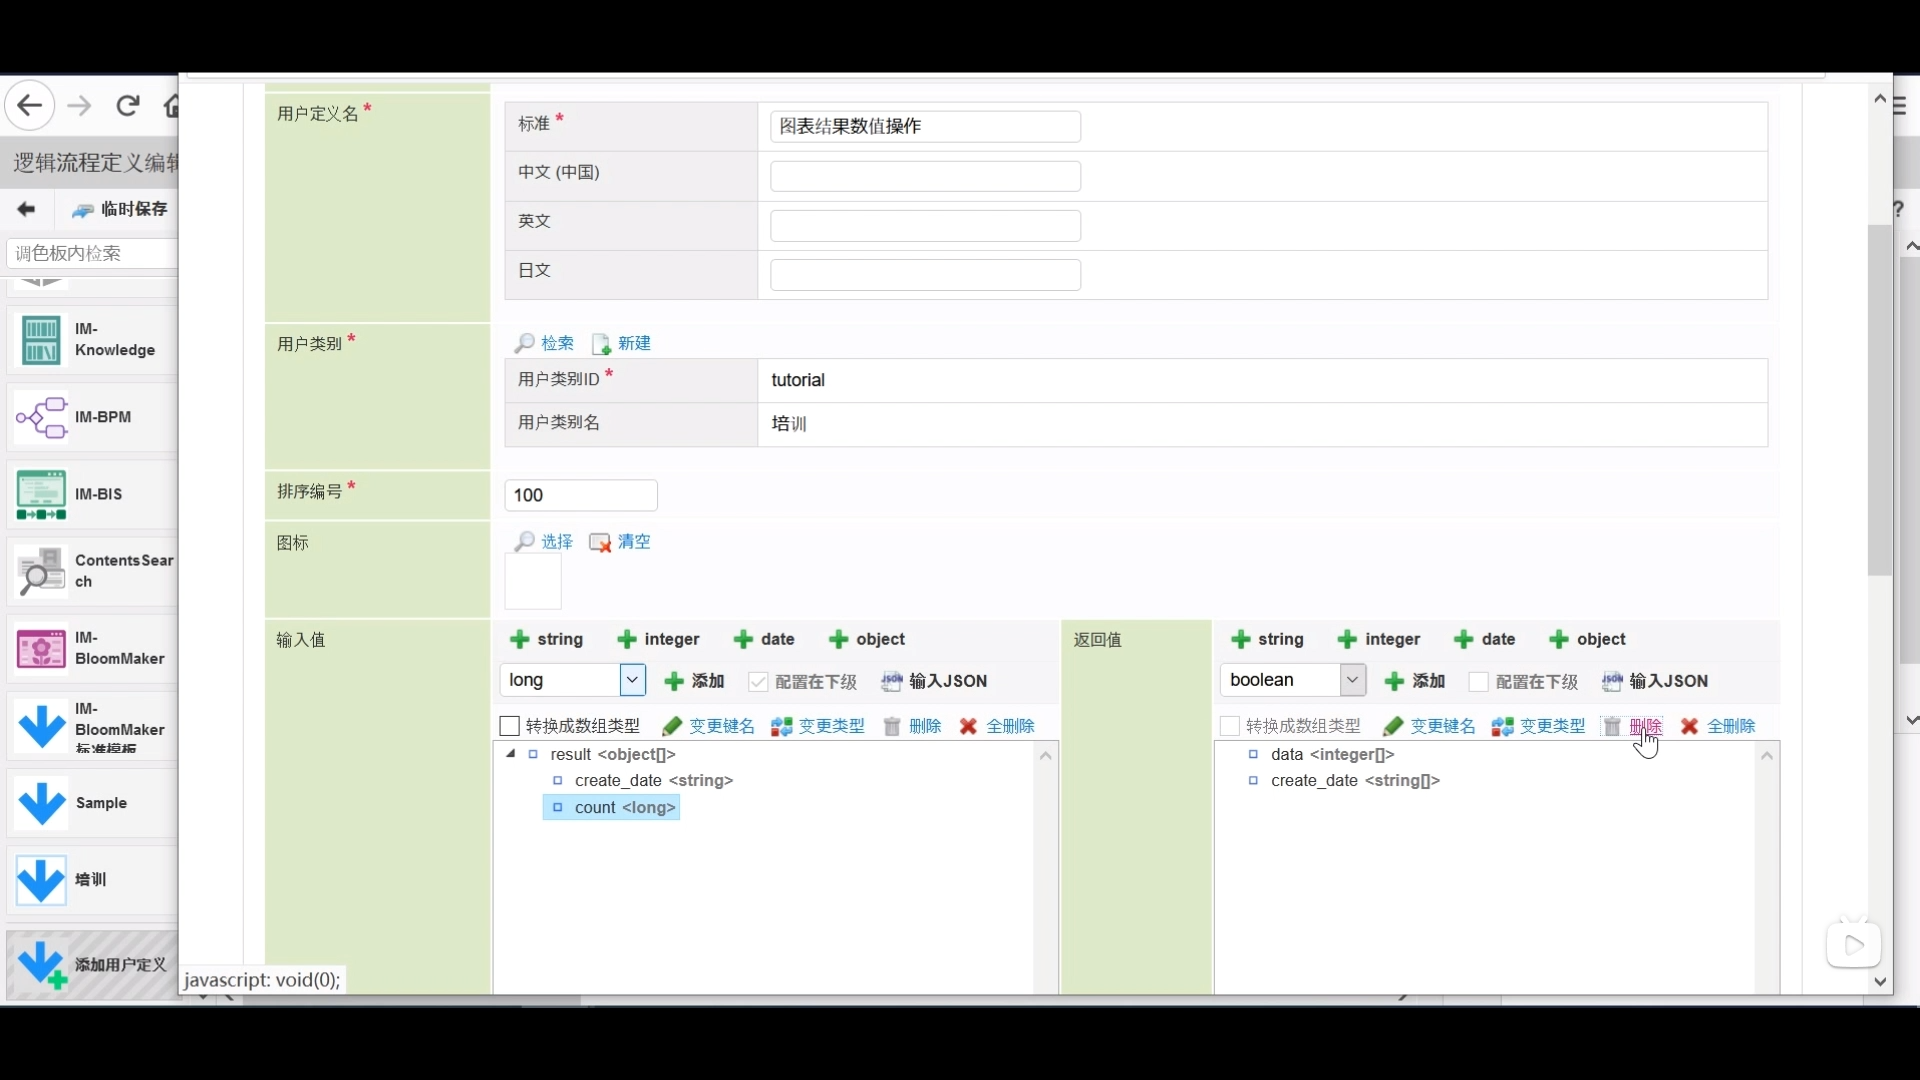 逻辑流程定义编辑
临时保存
调色板内检索
IM-
Knowledge
IM-BPM
IM-BIS
ContentsSear
ch
IM-
BloomMaker
IM-
BloomMaker
标准模板
Sample
培训
添加用户定义
javascript: void(0);
用户定义名 *
标准 *
图表结果数值操作
中文 (中国)
英文
日文
用户类别 *
检索 新建
用户类别ID * tutorial
用户类别名 培训
排序编号 * 100
图标
选择 清空
输入值
string integer date object
long 添加 配置在下级 输入JSON
转换成数组类型 变更键名 变更类型 删除 全删除
result <object[]>
create_date <string>
count <long>
返回值
string integer date object
boolean 添加 配置在下级 输入JSON
转换成数组类型 变更键名 变更类型 删除 全删除
data <integer[]>
create_date <string[]>